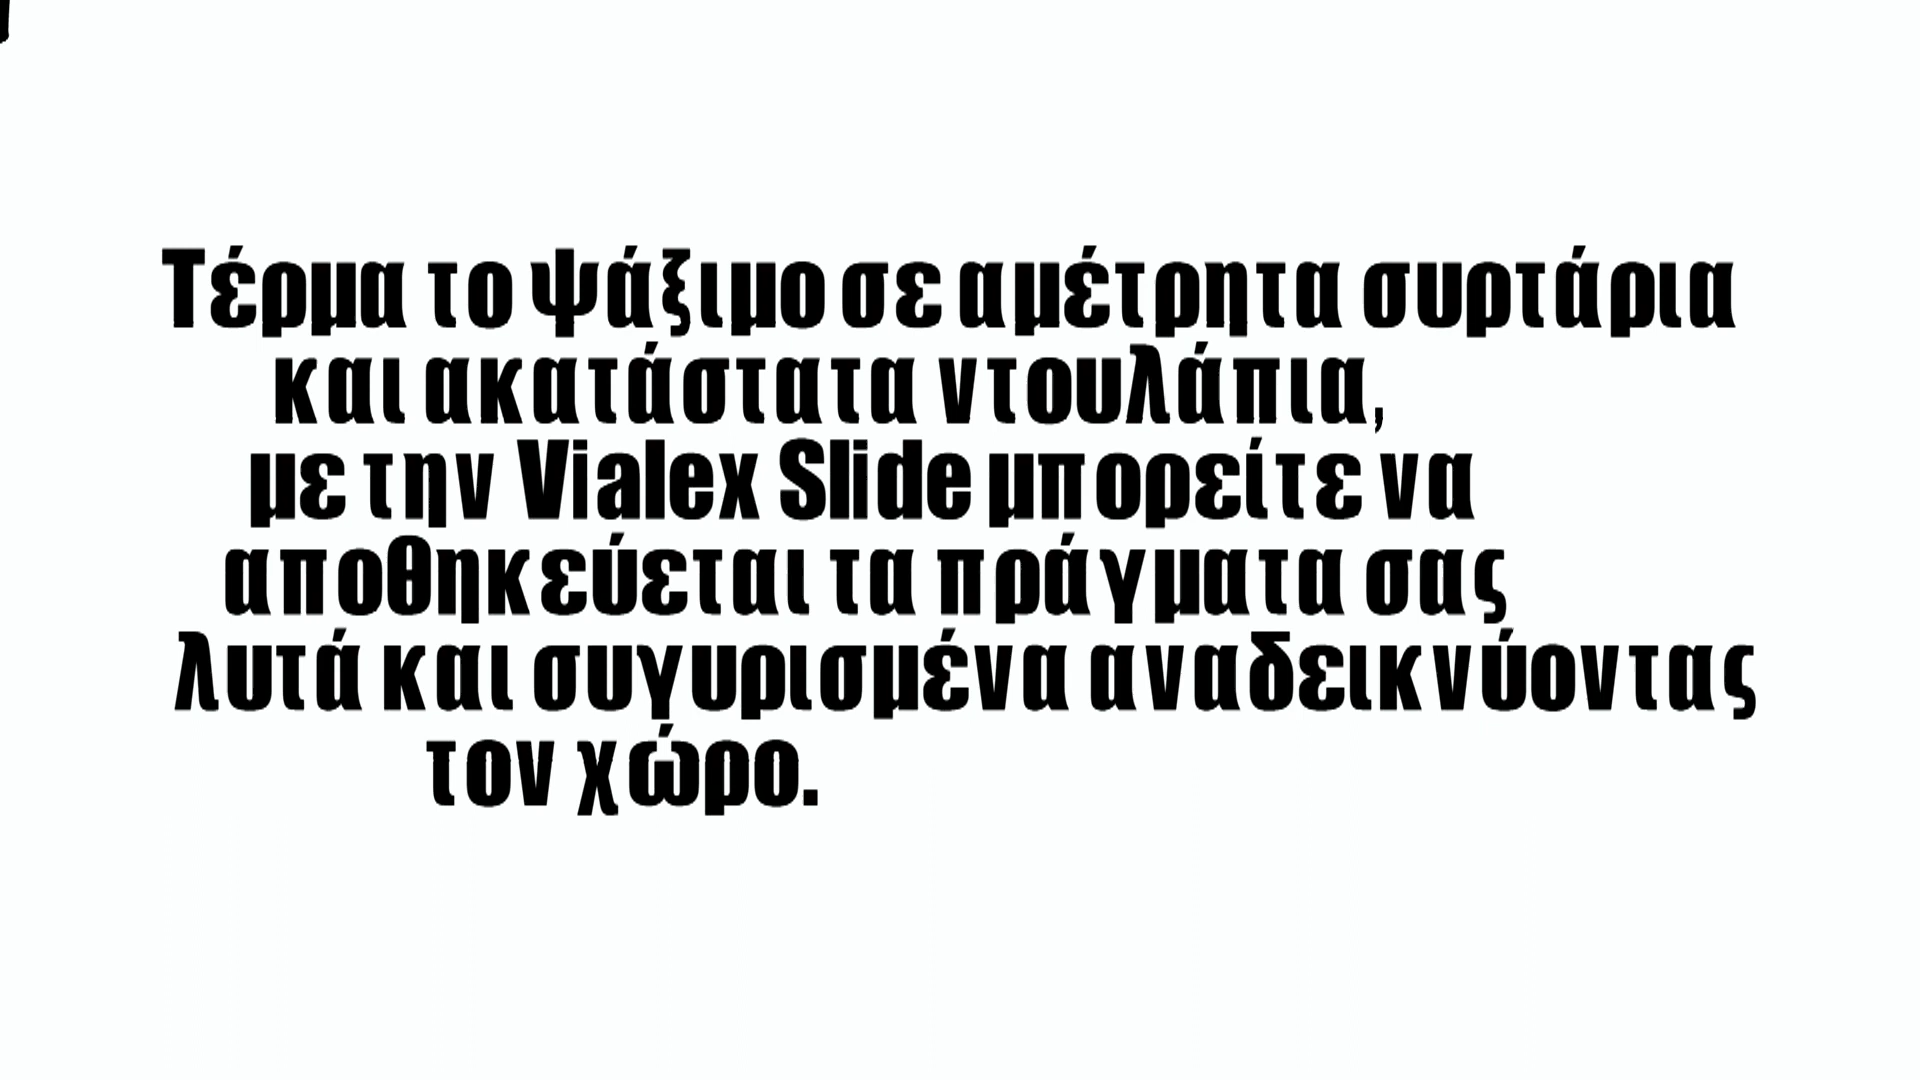 Τέρμα το ψάξιμο σε αμέτρητα συρτάρια
και ακατάστατα ντουλάπια,
με την Vialex Slide μπορείτε να
αποθηκεύεται τα πράγματα σας
λυτά και συγυρισμένα αναδεικνύοντας
τον χώρο.